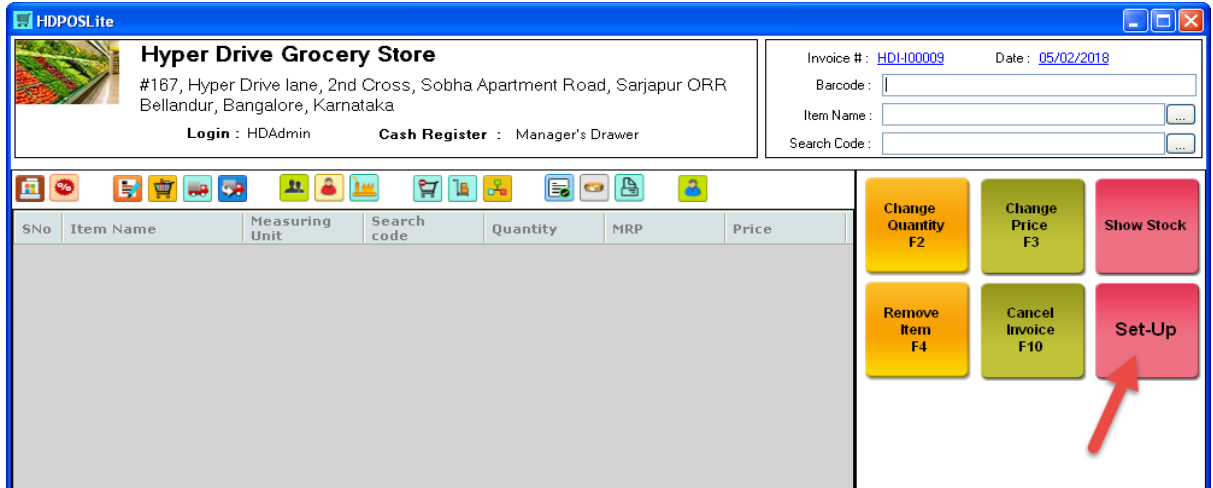 HDPOSLite
Hyper Drive Grocery Store
#167, Hyper Drive lane, 2nd Cross, Sobha Apartment Road, Sarjapur ORR
Bellandur, Bangalore, Karnataka
Login : HDAdmin Cash Register : Manager's Drawer
Invoice # : HDI-I00009 Date : 05/02/2018
Barcode :
Item Name :
...
Search Code :
...
SNo Item Name Measuring Unit Search code Quantity MRP Price
Change
Quantity
F2
Change
Price
F3
Show Stock
Remove
Item
F4
Cancel
Invoice
F10
Set-Up